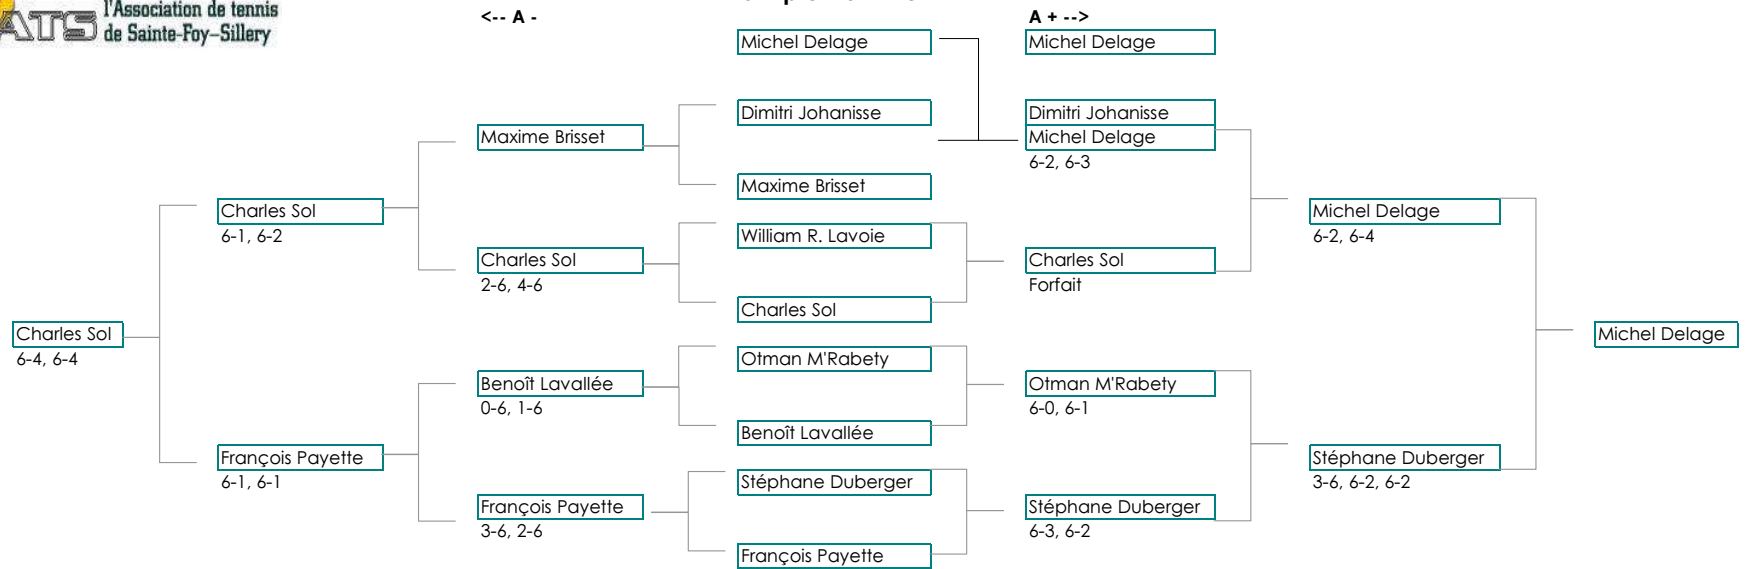 ATS l'Association de tennis
de Sainte-Foy-Sillery
<-- A -
A + -->
Michel Delage
Michel Delage
Dimitri Johanisse
Dimitri Johanisse
Maxime Brisset
Michel Delage
6-2, 6-3
Maxime Brisset
Charles Sol
6-1, 6-2
Michel Delage
6-2, 6-4
William R. Lavoie
Charles Sol
2-6, 4-6
Charles Sol
Forfait
Charles Sol
Charles Sol
6-4, 6-4
Michel Delage
Otman M'Rabety
Benoît Lavallée
0-6, 1-6
Otman M'Rabety
6-0, 6-1
Benoît Lavallée
François Payette
6-1, 6-1
Stéphane Duberger
3-6, 6-2, 6-2
Stéphane Duberger
François Payette
3-6, 2-6
Stéphane Duberger
6-3, 6-2
François Payette